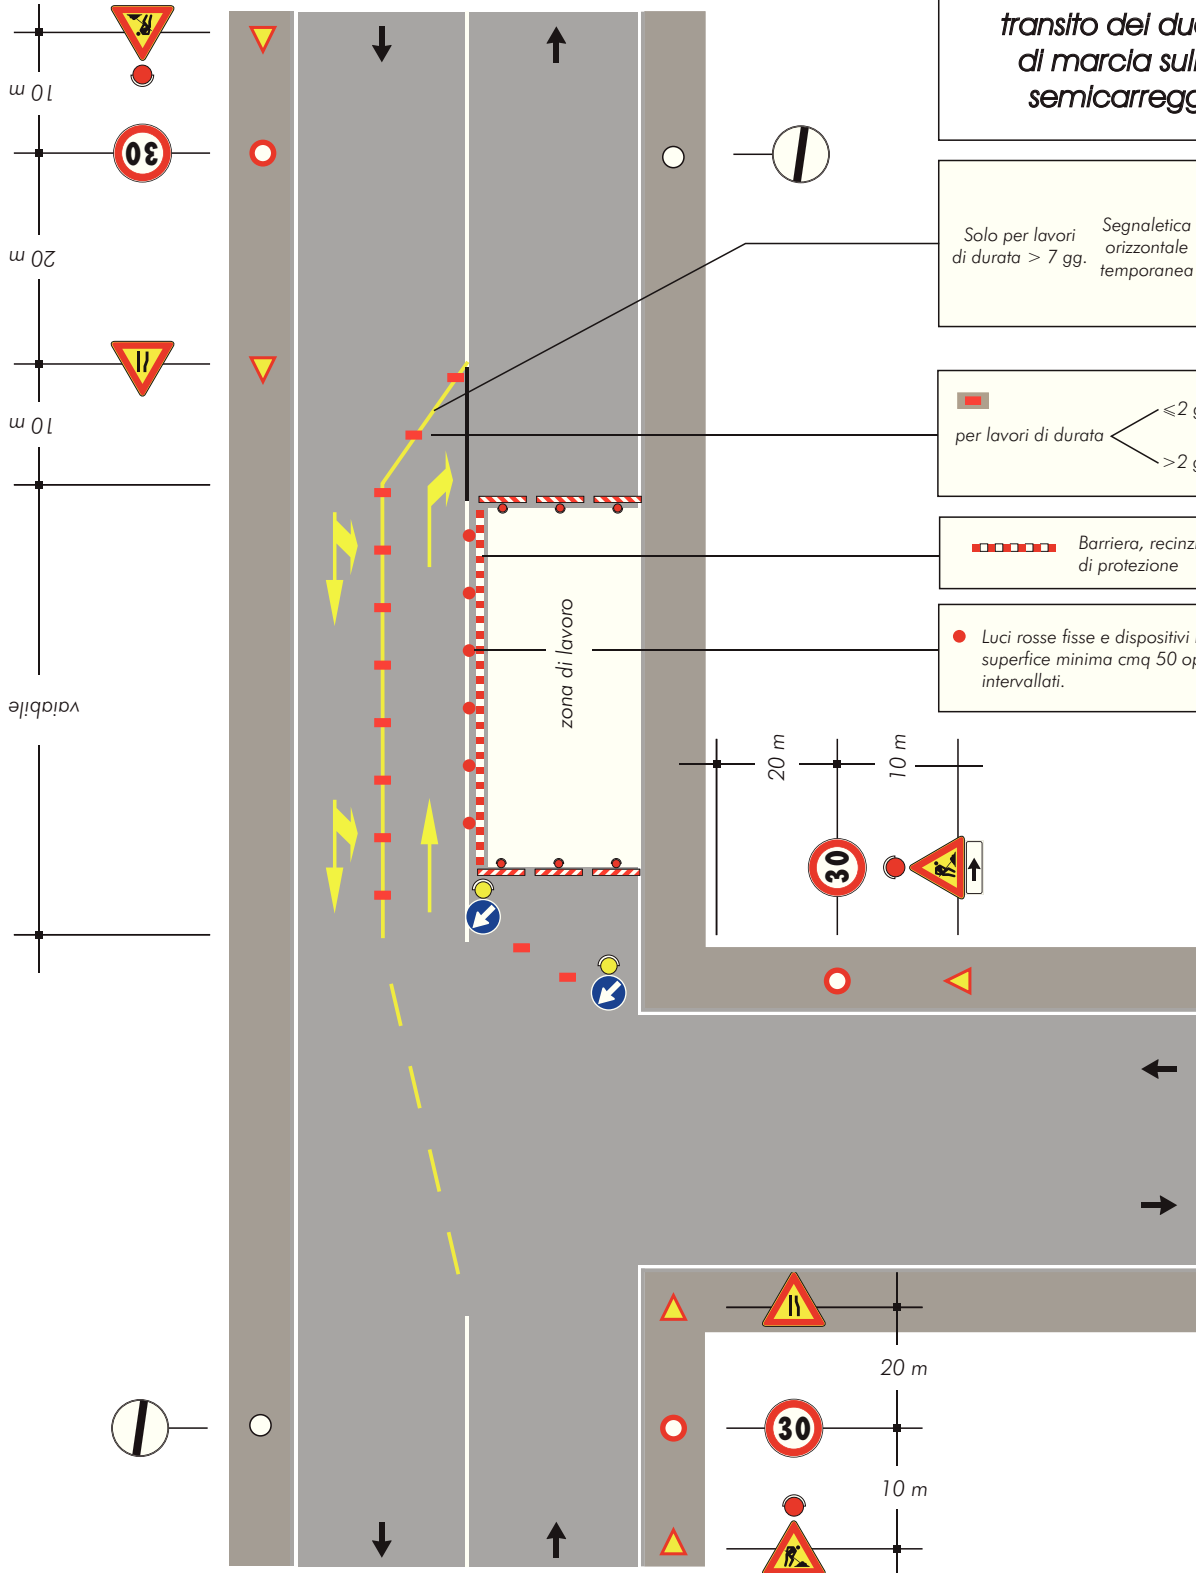 transito dei du
di marcia sul
semicarregg
Solo per lavori
di durata > 7 gg.
Segnaletica
orizzontale
temporanea
per lavori di durata
≤2 g
>2 g
Barriera, recinz
di protezione
Luci rosse fisse e dispositivi
superfice minima cmq 50 op
intervallati.
10 m
30
20 m
10 m
vaiabile
zona di lavoro
20 m
10 m
30
20 m
30
10 m